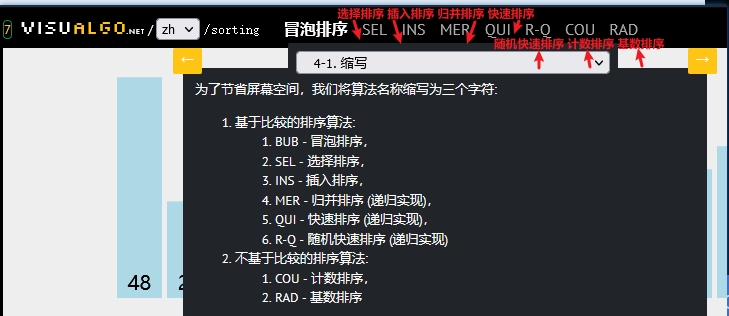 选择排序 插入排序 归并排序 快速排序
7 VISUALGO.NET / zh /sorting 冒泡排序 SEL INS MER QUI R-Q COU RAD
随机快速排序 计数排序 基数排序
← 4-1. 缩写 →
为了节首屏幕空间，我们将算法名称缩写为三个字符:
1. 基于比较的排序算法:
1. BUB - 冒泡排序,
2. SEL - 选择排序,
3. INS - 插入排序,
4. MER - 归并排序 (递归实现),
5. QUI - 快速排序 (递归实现),
6. R-Q - 随机快速排序 (递归实现)
2. 不基于比较的排序算法:
1. COU - 计数排序,
2. RAD - 基数排序
48 2